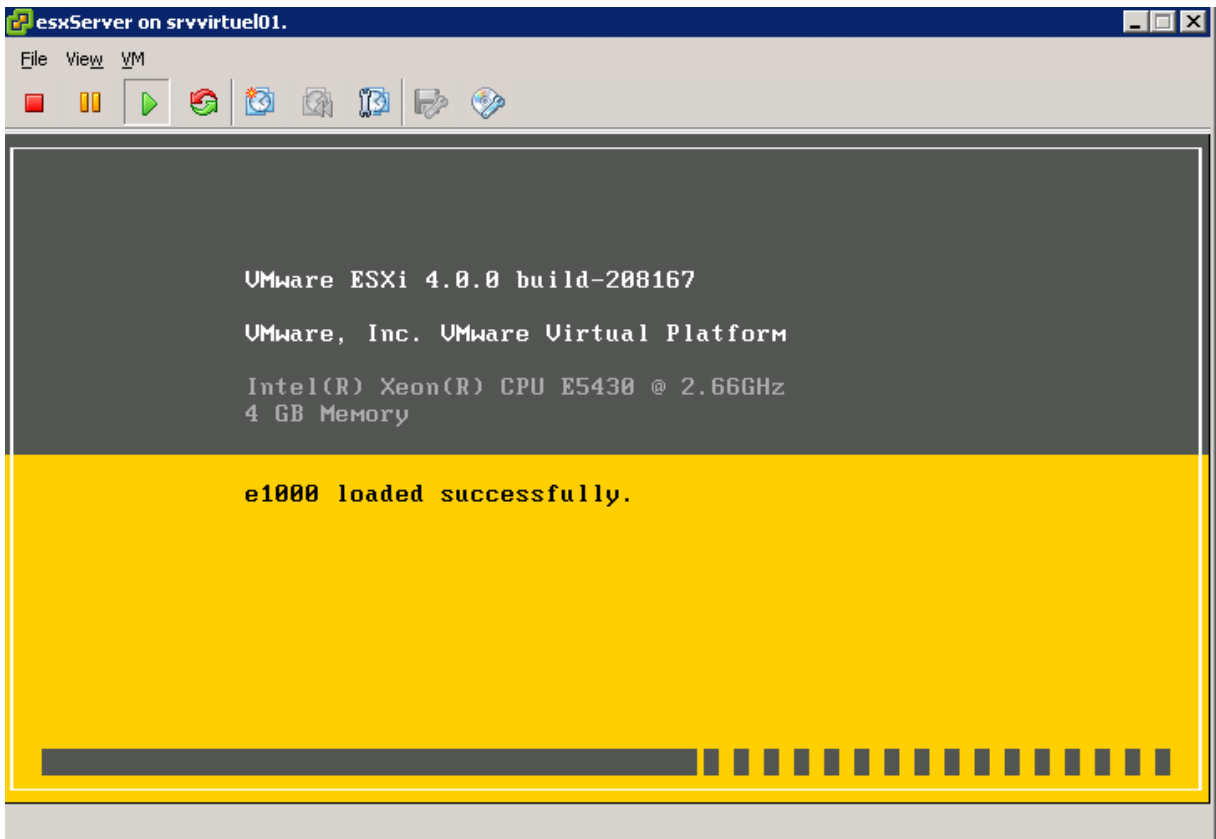 esxServer on srvvirtuel01.
File View VM
VMware ESXi 4.0.0 build-208167
VMware, Inc. VMware Virtual Platform
Intel(R) Xeon(R) CPU E5430 @ 2.66GHz
4 GB Memory
e1000 loaded successfully.